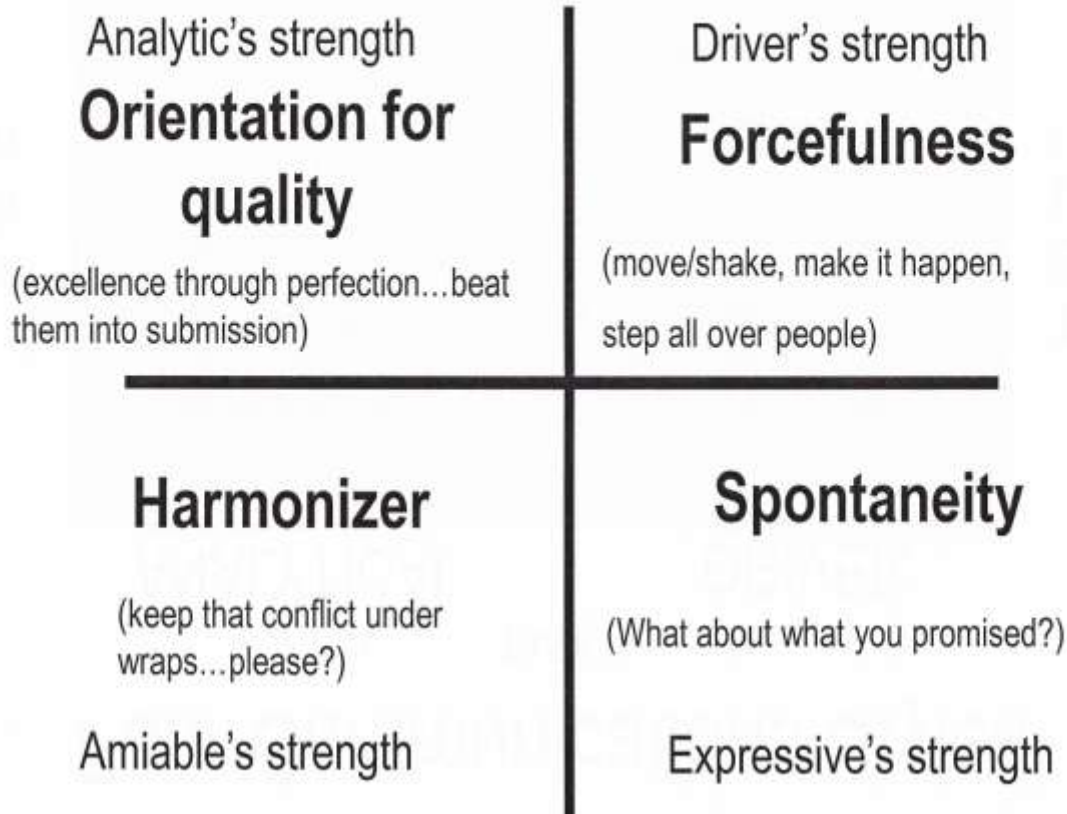 Analytic's strength
Orientation for
quality
(excellence through perfection…beat
them into submission)
Driver's strength
Forcefulness
(move/shake, make it happen,
step all over people)
Harmonizer
(keep that conflict under
wraps…please?)
Amiable's strength
Spontaneity
(What about what you promised?)
Expressive's strength